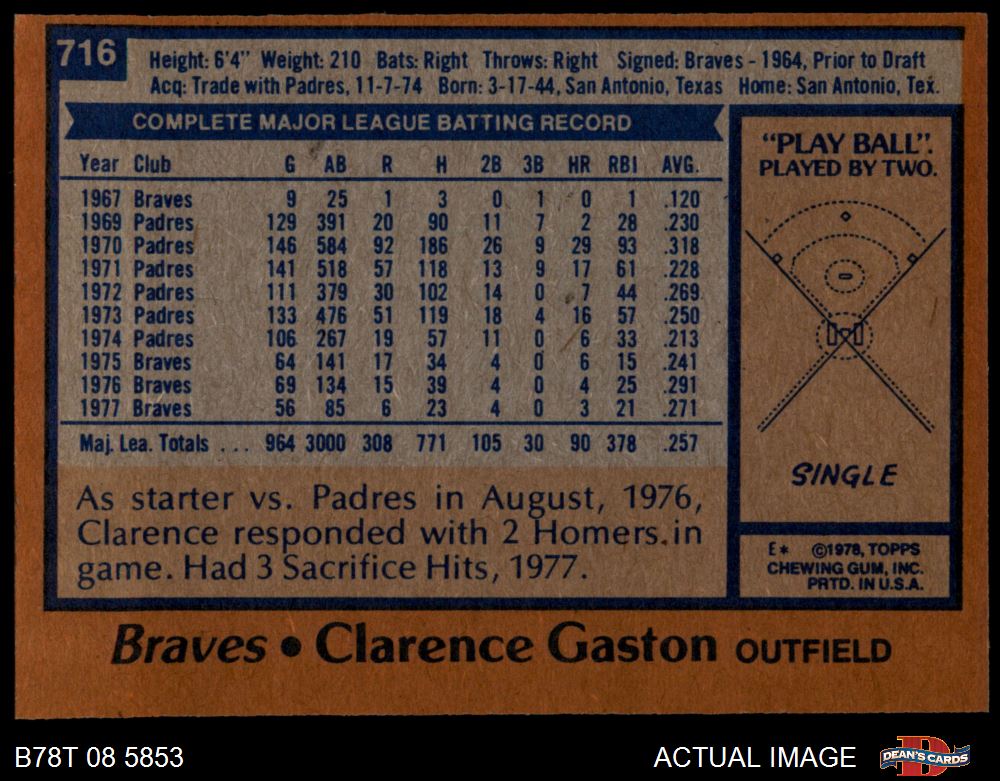 716
Height: 6'4" Weight: 210 Bats: Right Throws: Right Signed: Braves - 1964, Prior to Draft
Acq: Trade with Padres, 11-7-74 Born: 3-17-44, San Antonio, Texas Home: San Antonio, Tex.
COMPLETE MAJOR LEAGUE BATTING RECORD
Year Club G AB R H 2B 3B HR RBI AVG.
1967 Braves 9 25 1 3 0 1 0 1 .120
1969 Padres 129 391 20 90 11 7 2 28 .230
1970 Padres 146 584 92 186 26 9 29 93 .318
1971 Padres 141 518 57 118 13 9 17 61 .228
1972 Padres 111 379 30 102 14 0 7 44 .269
1973 Padres 133 476 51 119 18 4 16 57 .250
1974 Padres 106 267 19 57 11 0 6 33 .213
1975 Braves 64 141 17 34 4 0 6 15 .241
1976 Braves 69 134 15 39 4 0 4 25 .291
1977 Braves 56 85 6 23 4 0 3 21 .271
Maj. Lea. Totals . . . 964 3000 308 771 105 30 90 378 .257
As starter vs. Padres in August, 1976,
Clarence responded with 2 Homers in
game. Had 3 Sacrifice Hits, 1977.
"PLAY BALL".
PLAYED BY TWO.
SINGLE
E* ©1978, TOPPS
CHEWING GUM, INC.
PRTD. IN U.S.A.
Braves • Clarence Gaston OUTFIELD
B78T 08 5853
ACTUAL IMAGE
DEAN'S CARDS